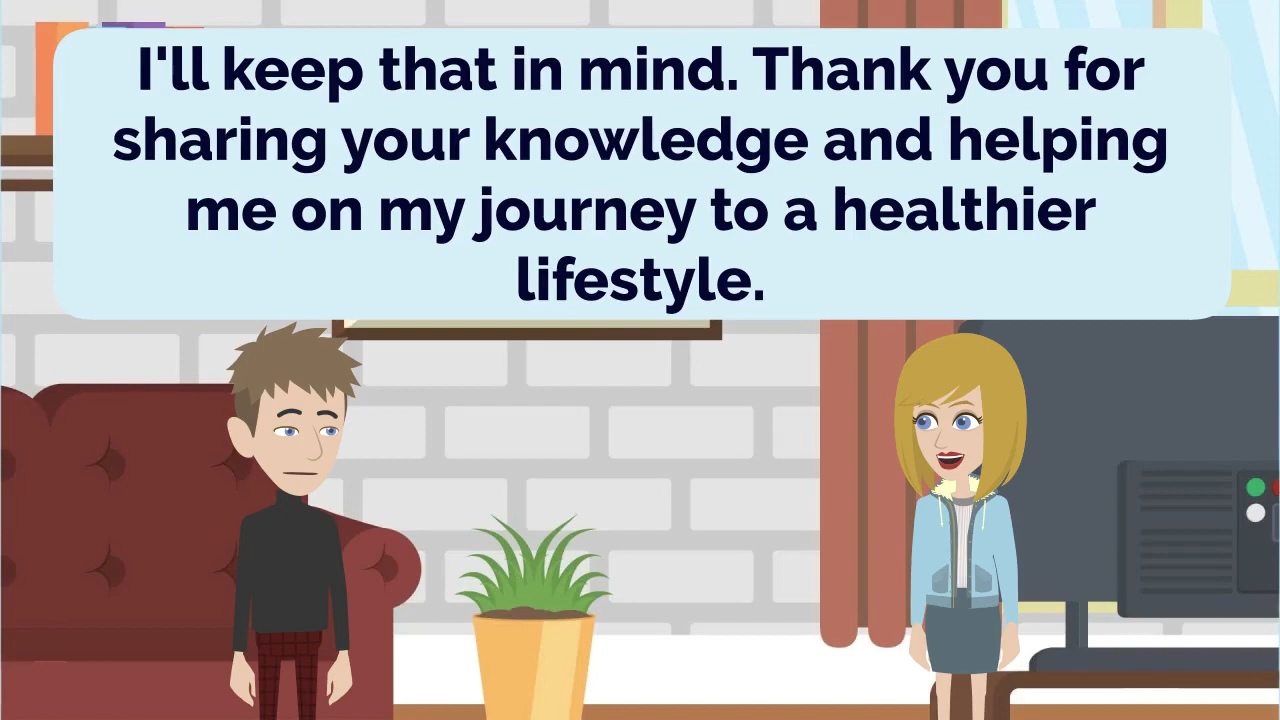 I'll keep that in mind. Thank you for
sharing your knowledge and helping
me on my journey to a healthier
lifestyle.